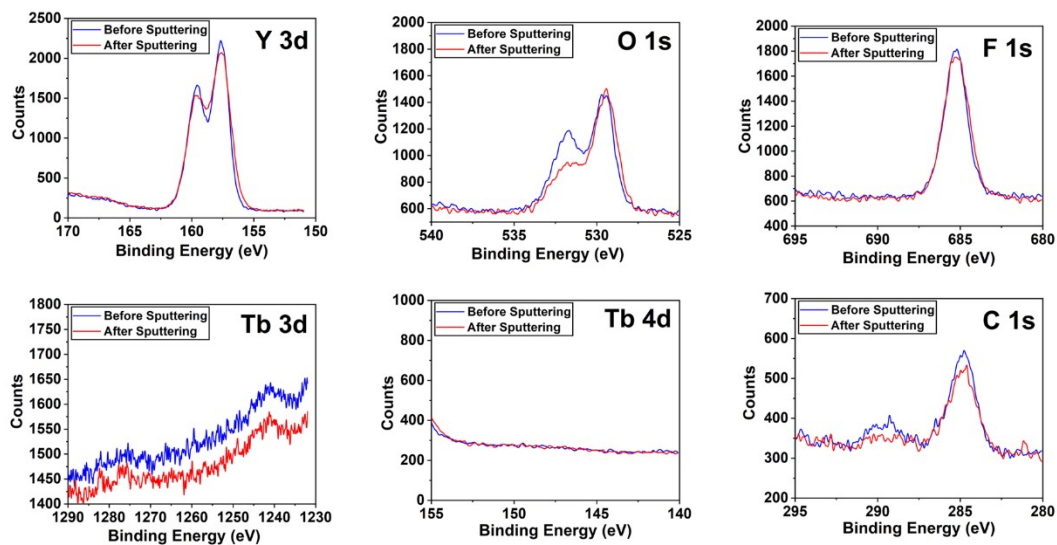 Y 3d
Before Sputtering
After Sputtering
2500
2000
1500
1000
500
0
Counts
170 165 160 155 150
Binding Energy (eV)
O 1s
Before Sputtering
After Sputtering
2000
1800
1600
1400
1200
1000
800
600
Counts
540 535 530 525
Binding Energy (eV)
F 1s
Before Sputtering
After Sputtering
2000
1800
1600
1400
1200
1000
800
600
400
Counts
695 690 685 680
Binding Energy (eV)
Tb 3d
Before Sputtering
After Sputtering
1800
1750
1700
1650
1600
1550
1500
1450
1400
Counts
1290 1280 1270 1260 1250 1240 1230
Binding Energy (eV)
Tb 4d
Before Sputtering
After Sputtering
1000
800
600
400
200
0
Counts
155 150 145 140
Binding Energy (eV)
C 1s
Before Sputtering
After Sputtering
700
600
500
400
300
200
Counts
295 290 285 280
Binding Energy (eV)